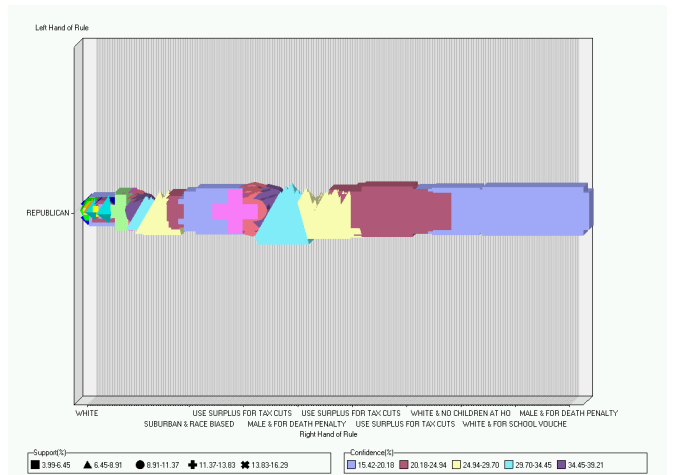 Left Hand of Rule
REPUBLICAN
WHITE
USE SURPLUS FOR TAX CUTS
USE SURPLUS FOR TAX CUTS
WHITE & NO CHILDREN AT HO
MALE & FOR DEATH PENALTY
SUBURBAN & RACE BIASED
MALE & FOR DEATH PENALTY
USE SURPLUS FOR TAX CUTS
WHITE & FOR SCHOOL VOUCHE
Right Hand of Rule
Support(%)
3.99-6.45 6.45-8.91 8.91-11.37 11.37-13.83 13.83-16.29
Confidence(%)
15.42-20.18 20.18-24.94 24.94-29.70 29.70-34.45 34.45-39.21